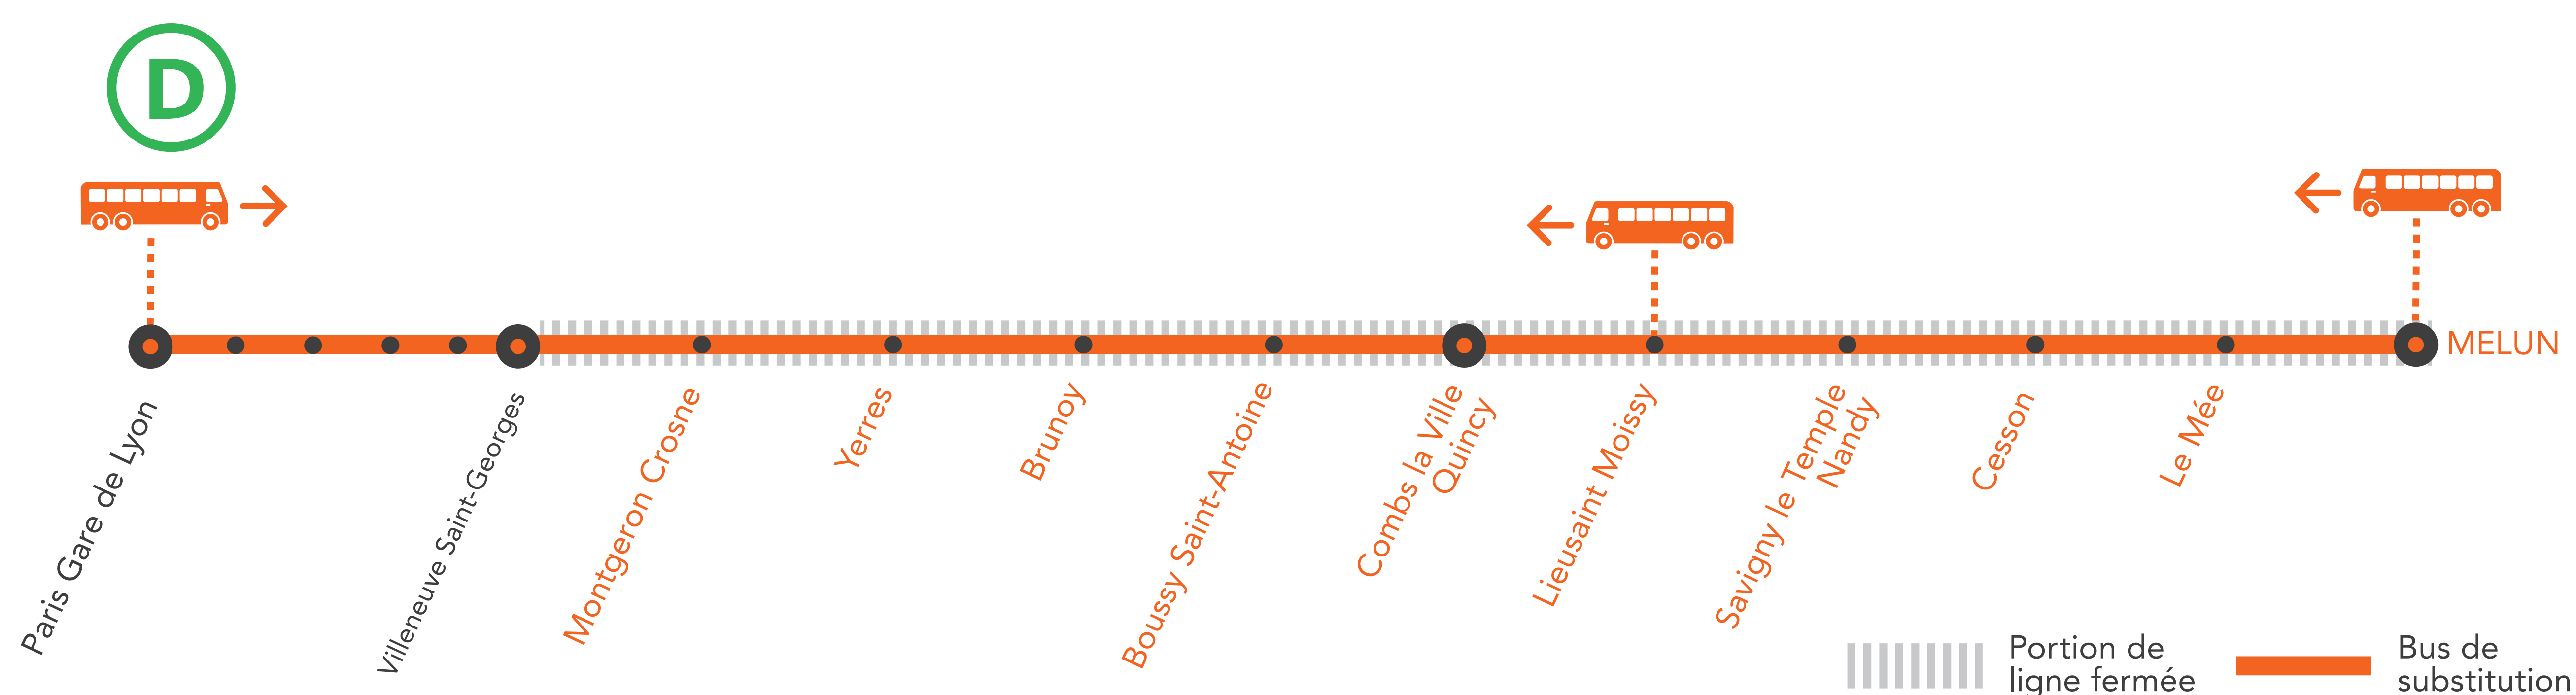 D
Paris Gare de Lyon
Villeneuve Saint-Georges
Montgeron Crosne
Yerres
Brunoy
Boussy Saint-Antoine
Combs la Ville
Quincy
Lieusaint Moissy
Savigny le Temple
Nandy
Cesson
Le Mée
MELUN
Portion de
ligne fermée
Bus de
substitution